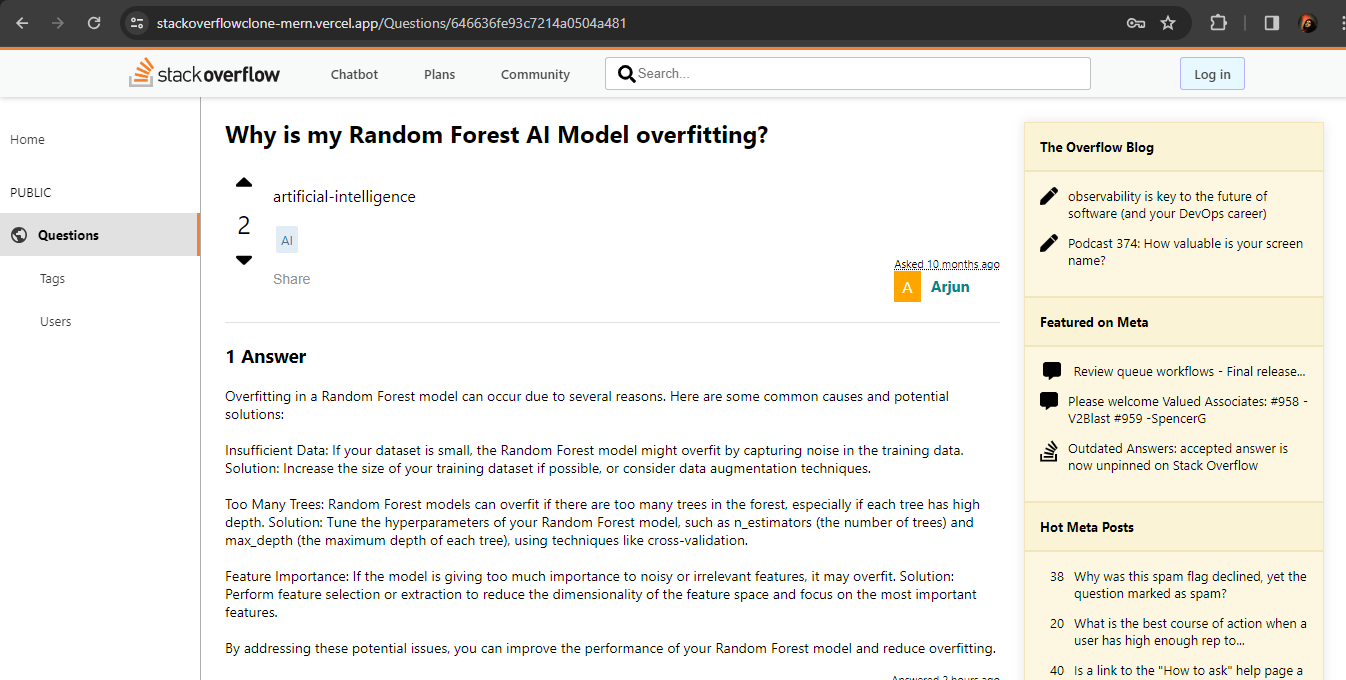 stackoverflowclone-mern.vercel.app/Questions/646636fe93c7214a0504a481
stackoverflow
Chatbot
Plans
Community
Search...
Log in
Home
PUBLIC
Questions
Tags
Users
Why is my Random Forest AI Model overfitting?
2
artificial-intelligence
AI
Share
Asked 10 months ago
A
Arjun
1 Answer
Overfitting in a Random Forest model can occur due to several reasons. Here are some common causes and potential
solutions:
Insufficient Data: If your dataset is small, the Random Forest model might overfit by capturing noise in the training data.
Solution: Increase the size of your training dataset if possible, or consider data augmentation techniques.
Too Many Trees: Random Forest models can overfit if there are too many trees in the forest, especially if each tree has high
depth. Solution: Tune the hyperparameters of your Random Forest model, such as n_estimators (the number of trees) and
max_depth (the maximum depth of each tree), using techniques like cross-validation.
Feature Importance: If the model is giving too much importance to noisy or irrelevant features, it may overfit. Solution:
Perform feature selection or extraction to reduce the dimensionality of the feature space and focus on the most important
features.
By addressing these potential issues, you can improve the performance of your Random Forest model and reduce overfitting.
Answered 2 hours ago
The Overflow Blog
observability is key to the future of
software (and your DevOps career)
Podcast 374: How valuable is your screen
name?
Featured on Meta
Review queue workflows - Final release...
Please welcome Valued Associates: #958 -
V2Blast #959 -SpencerG
Outdated Answers: accepted answer is
now unpinned on Stack Overflow
Hot Meta Posts
38 Why was this spam flag declined, yet the
question marked as spam?
20 What is the best course of action when a
user has high enough rep to...
40 Is a link to the "How to ask" help page a